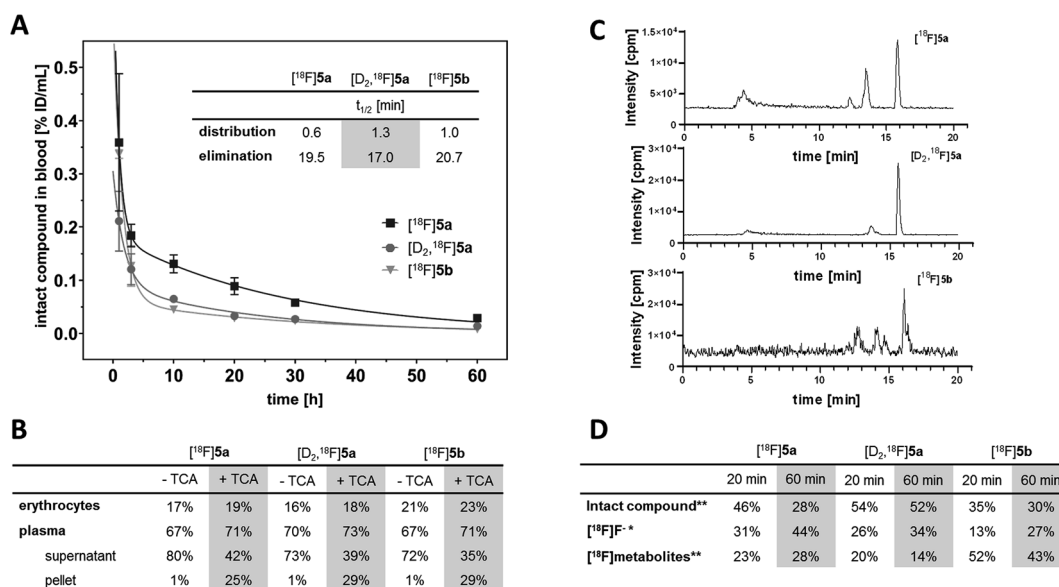 A
intact compound in blood [% ID/mL]
0.5
0.4
0.3
0.2
0.1
0.0
0 10 20 30 40 50 60
time [h]
[¹⁸F]5a [D₂,¹⁸F]5a [¹⁸F]5b
t₁/₂ [min]
distribution 0.6 1.3 1.0
elimination 19.5 17.0 20.7
[¹⁸F]5a
[D₂,¹⁸F]5a
[¹⁸F]5b
B
[¹⁸F]5a [D₂,¹⁸F]5a [¹⁸F]5b
- TCA + TCA - TCA + TCA - TCA + TCA
erythrocytes 17% 19% 16% 18% 21% 23%
plasma 67% 71% 70% 73% 67% 71%
supernatant 80% 42% 73% 39% 72% 35%
pellet 1% 25% 1% 29% 1% 29%
C
Intensity [cpm]
1.5×10⁴
1×10⁴
5×10³
0
[¹⁸F]5a
0 5 10 15 20
time [min]
Intensity [cpm]
3×10⁴
2×10⁴
1×10⁴
0
[D₂,¹⁸F]5a
0 5 10 15 20
time [min]
Intensity [cpm]
3×10⁴
2×10⁴
1×10⁴
0
[¹⁸F]5b
0 5 10 15 20
time [min]
D
[¹⁸F]5a [D₂,¹⁸F]5a [¹⁸F]5b
20 min 60 min 20 min 60 min 20 min 60 min
Intact compound** 46% 28% 54% 52% 35% 30%
[¹⁸F]F⁻ * 31% 44% 26% 34% 13% 27%
[¹⁸F]metabolites** 23% 28% 20% 14% 52% 43%